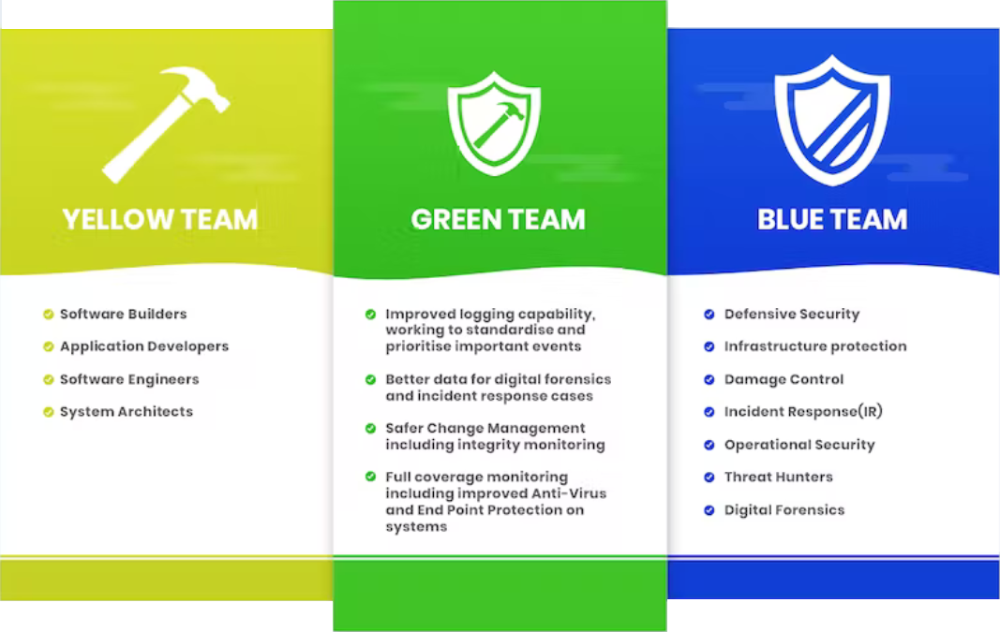 YELLOW TEAM
Software Builders
Application Developers
Software Engineers
System Architects
GREEN TEAM
Improved logging capability,
working to standardise and
prioritise important events
Better data for digital forensics
and incident response cases
Safer Change Management
including integrity monitoring
Full coverage monitoring
including improved Anti-Virus
and End Point Protection on
systems
BLUE TEAM
Defensive Security
Infrastructure protection
Damage Control
Incident Response(IR)
Operational Security
Threat Hunters
Digital Forensics